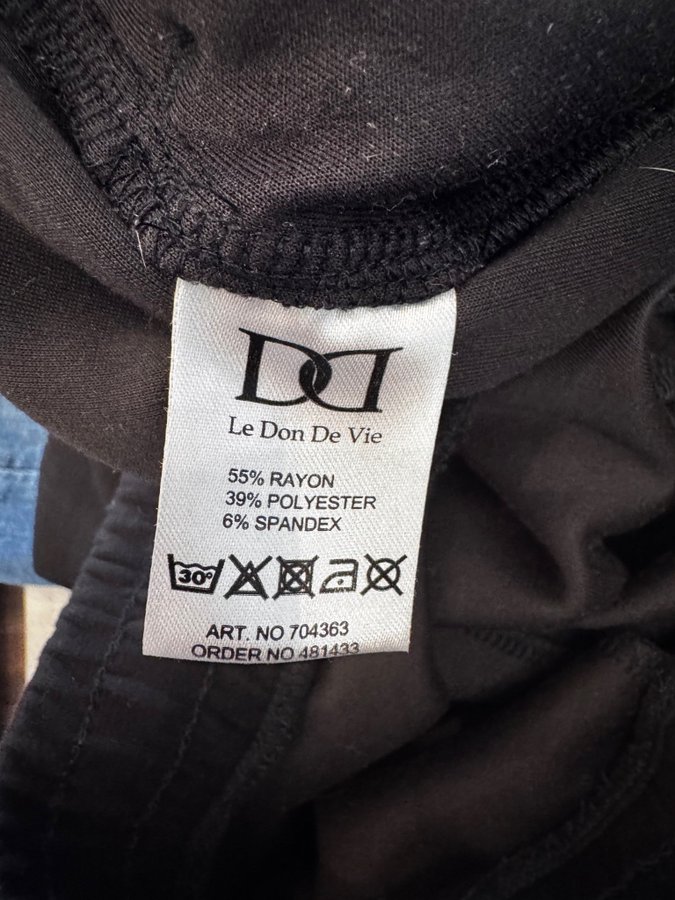 DD
Le Don De Vie
55% RAYON
39% POLYESTER
6% SPANDEX
30°
ART. NO 704363
ORDER NO 481433